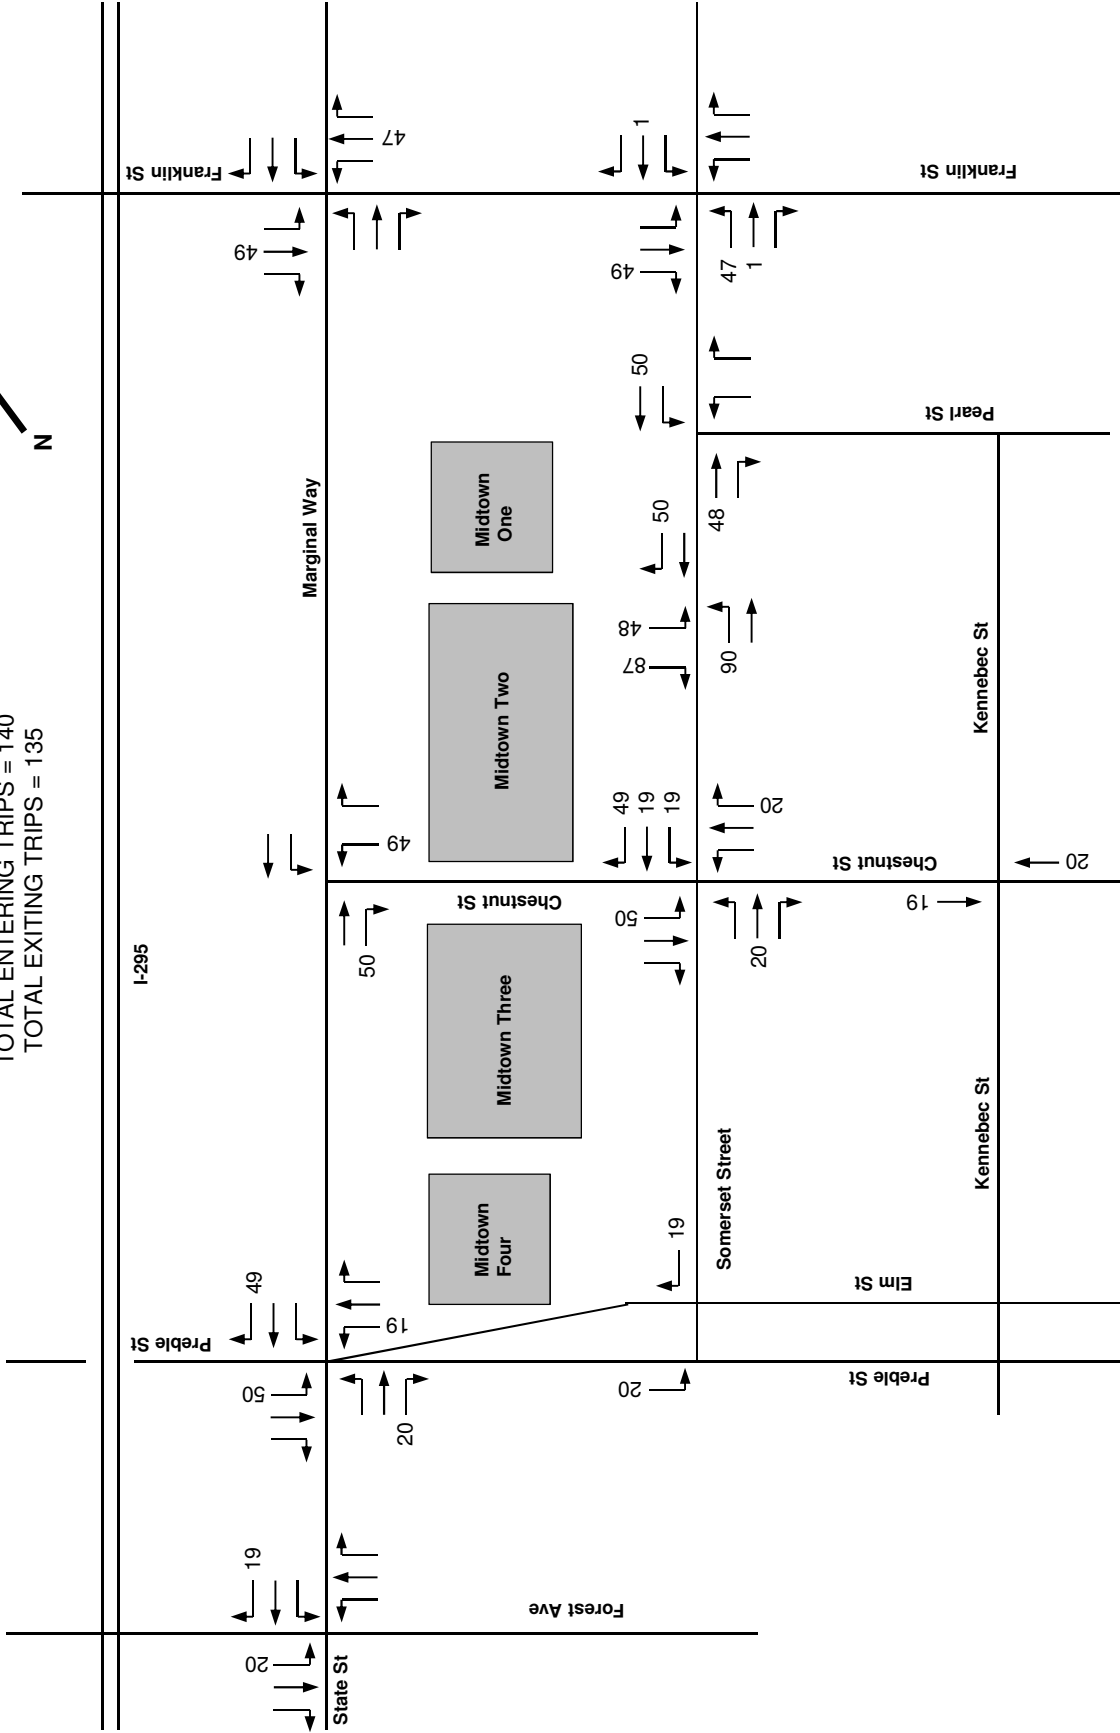 TOTAL ENTERING TRIPS = 140
TOTAL EXITING TRIPS = 135
N
I-295
Preble St
Franklin St
20
19
50
49
49
State St
Marginal Way
20
19
50
49
47
Midtown
Four
Midtown Three
Midtown Two
Midtown
One
Chestnut St
Forest Ave
20
19
50
49
19
19
87
48
50
50
49
1
Somerset Street
20
20
90
48
47
1
Preble St
Elm St
Chestnut St
19
Pearl St
Franklin St
Kennebec St
Kennebec St
20